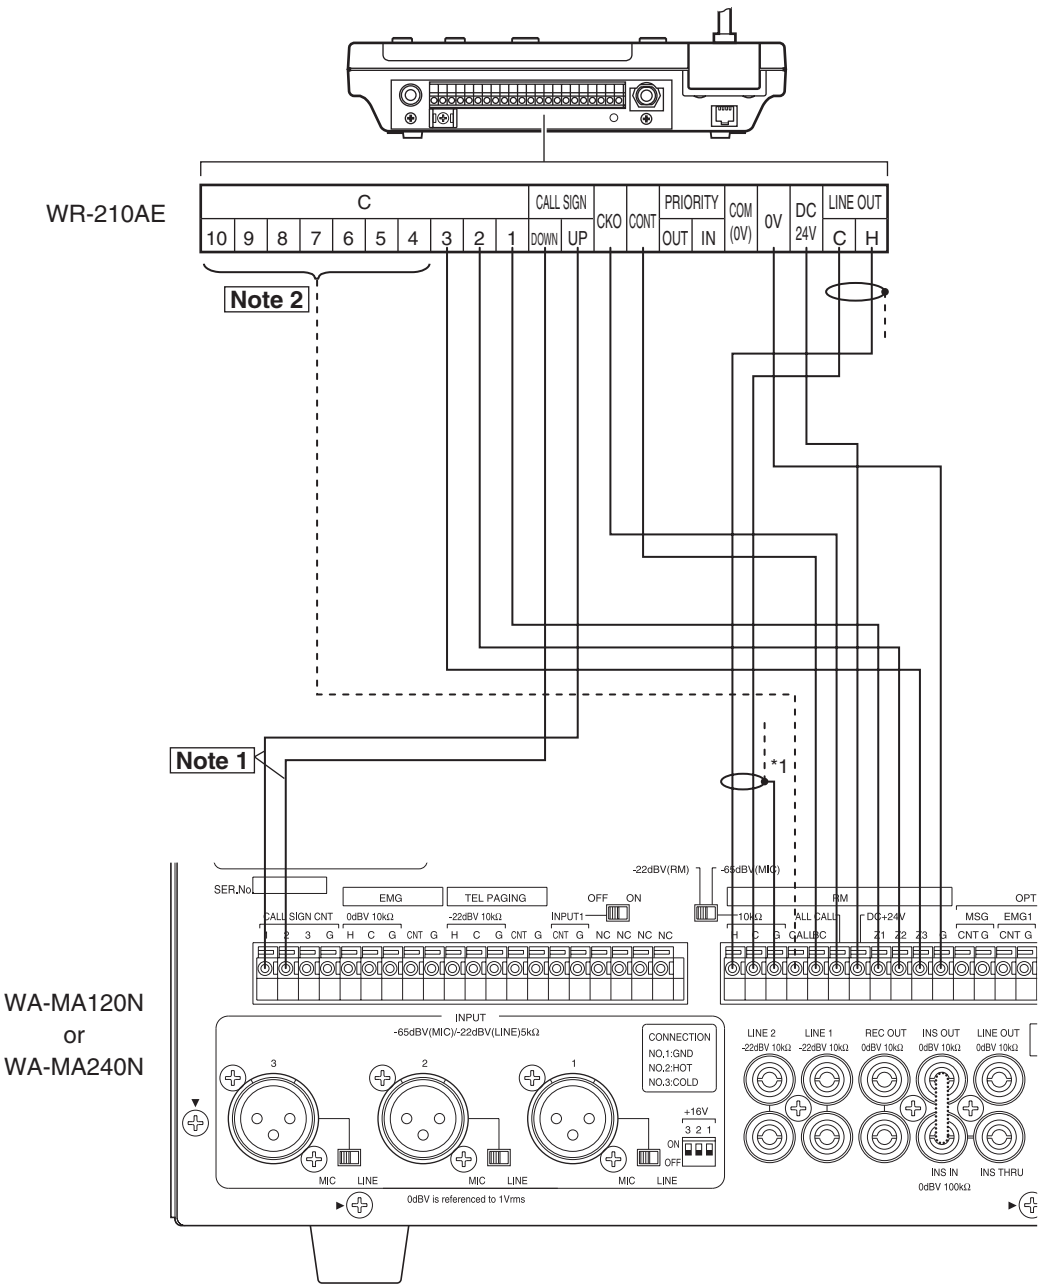 WR-210AE
C CALL SIGN CKO CONT PRIORITY COM (0V) 0V DC 24V LINE OUT
10 9 8 7 6 5 4 3 2 1 DOWN UP OUT IN C H
Note 2
*1
Note 1
-22dBV(RM) -65dBV(MIC)
SER.No.
EMG TEL PAGING OFF ON RM OPT
CALL SIGN CNT 0dBV 10kΩ -22dBV 10kΩ INPUT1 10kΩ ALL CALL DC+24V MSG EMG1
1 2 3 G H C G CNT G H C G CNT G CNT G NC NC NC NC H C G CALL BC Z1 Z2 Z3 G CNT G CNT G
WA-MA120N
or
WA-MA240N
INPUT
-65dBV(MIC)/-22dBV(LINE)5kΩ
CONNECTION
NO.1:GND
NO.2:HOT
NO.3:COLD
3 2 1
+16V
3 2 1
ON
OFF
MIC LINE MIC LINE MIC LINE
0dBV is referenced to 1Vrms
LINE 2 LINE 1 REC OUT INS OUT LINE OUT
-22dBV 10kΩ -22dBV 10kΩ 0dBV 10kΩ 0dBV 10kΩ 0dBV 10kΩ
INS IN INS THRU
0dBV 100kΩ